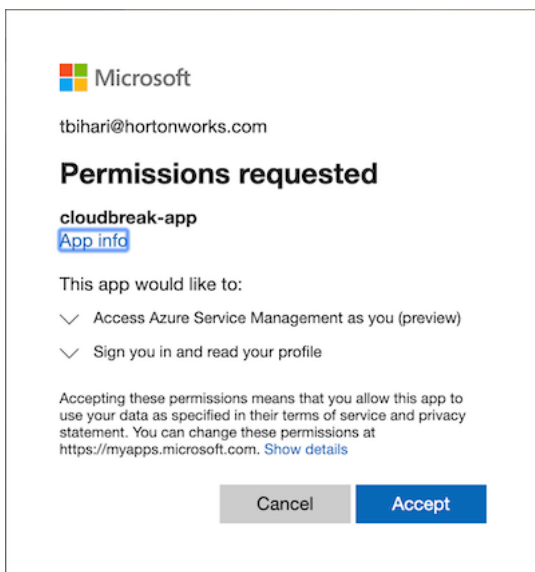 Microsoft
tbihari@hortonworks.com
Permissions requested
cloudbreak-app
App info
This app would like to:
Access Azure Service Management as you (preview)
Sign you in and read your profile
Accepting these permissions means that you allow this app to
use your data as specified in their terms of service and privacy
statement. You can change these permissions at
https://myapps.microsoft.com. Show details
Cancel Accept